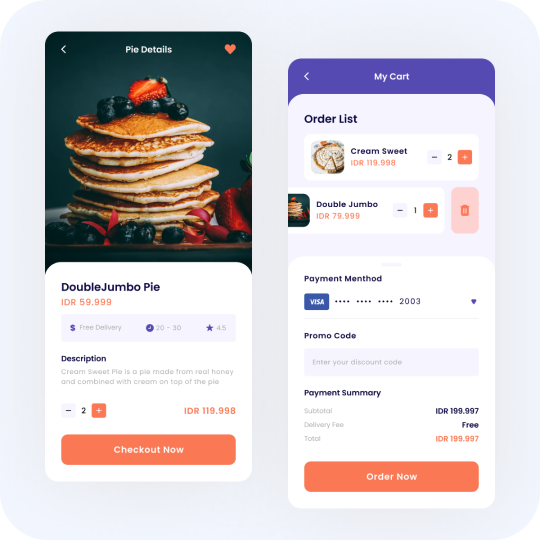 Pie Details
DoubleJumbo Pie
IDR 59.999
$ Free Delivery
20 - 30
4.5
Description
Cream Sweet Pie is a pie made from real honey
and combined with cream on top of the pie
− 2 +
IDR 119.998
Checkout Now
My Cart
Order List
Cream Sweet
IDR 119.998
− 2 +
Double Jumbo
IDR 79.999
− 1 +
Payment Menthod
VISA •••• •••• •••• 2003
Promo Code
Enter your discount code
Payment Summary
Subtotal IDR 199.997
Delivery Fee Free
Total IDR 199.997
Order Now